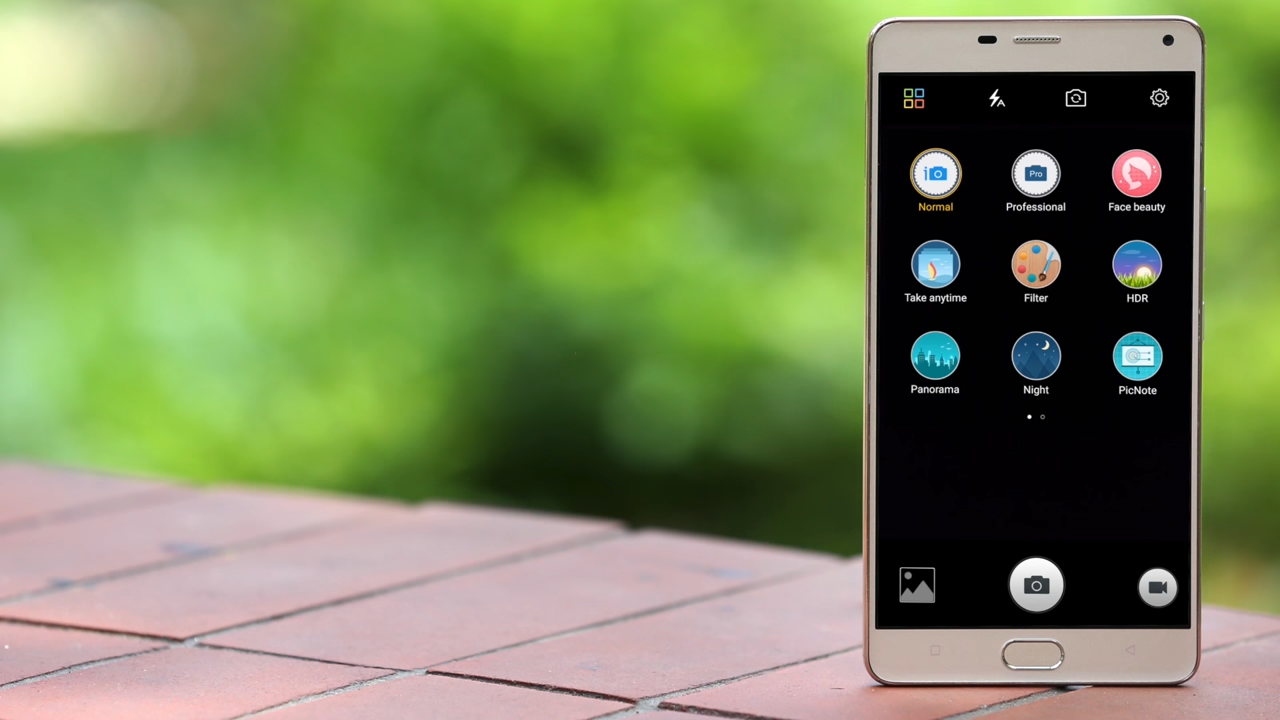 A
Normal
Professional
Pro
Face beauty
Take anytime
Filter
HDR
Panorama
Night
PicNote